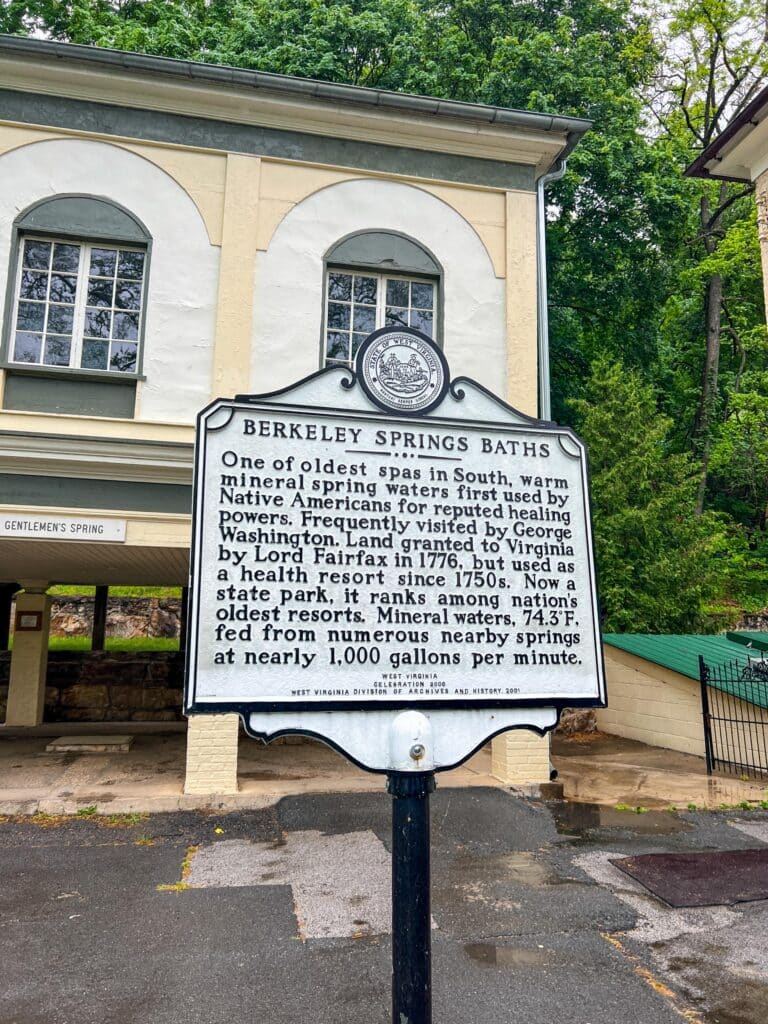 STATE OF WEST VIRGINIA
BERKELEY SPRINGS BATHS
One of oldest spas in South, warm
mineral spring waters first used by
Native Americans for reputed healing
powers. Frequently visited by George
Washington. Land granted to Virginia
by Lord Fairfax in 1776, but used as
a health resort since 1750s. Now a
state park, it ranks among nation's
oldest resorts. Mineral waters, 74.3°F,
fed from numerous nearby springs
at nearly 1,000 gallons per minute.
WEST VIRGINIA
CELEBRATION 2000
WEST VIRGINIA DIVISION OF ARCHIVES AND HISTORY 2001
GENTLEMEN'S SPRING